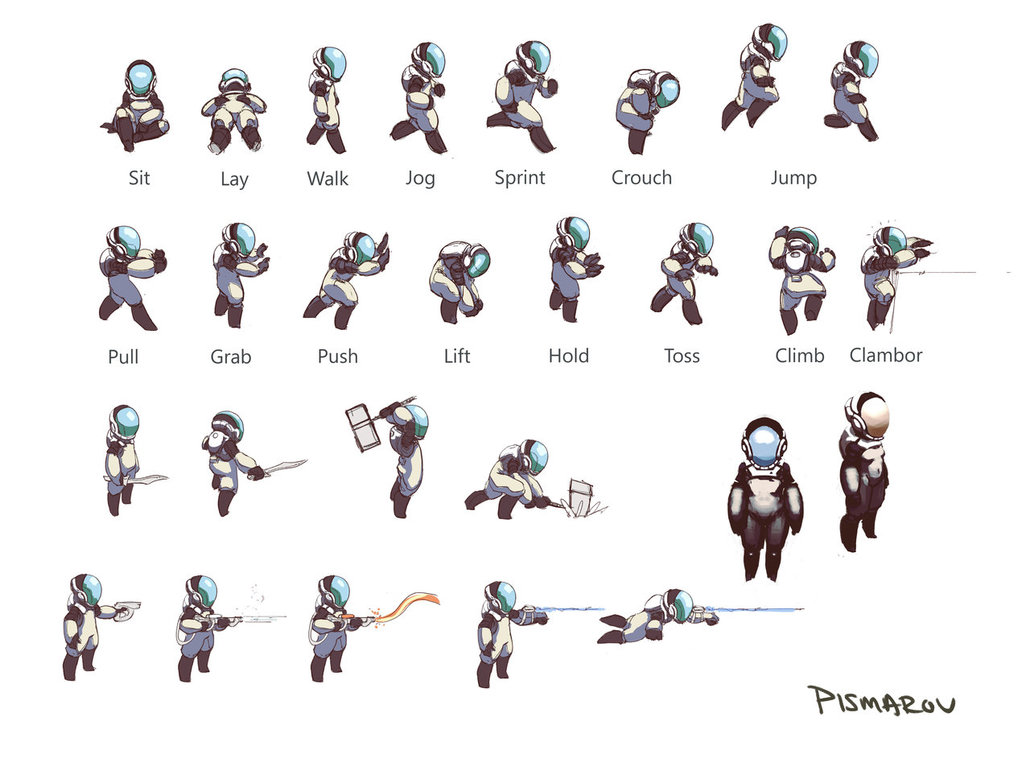 Sit Lay Walk Jog Sprint Crouch Jump
Pull Grab Push Lift Hold Toss Climb Clambor
PISMAROV